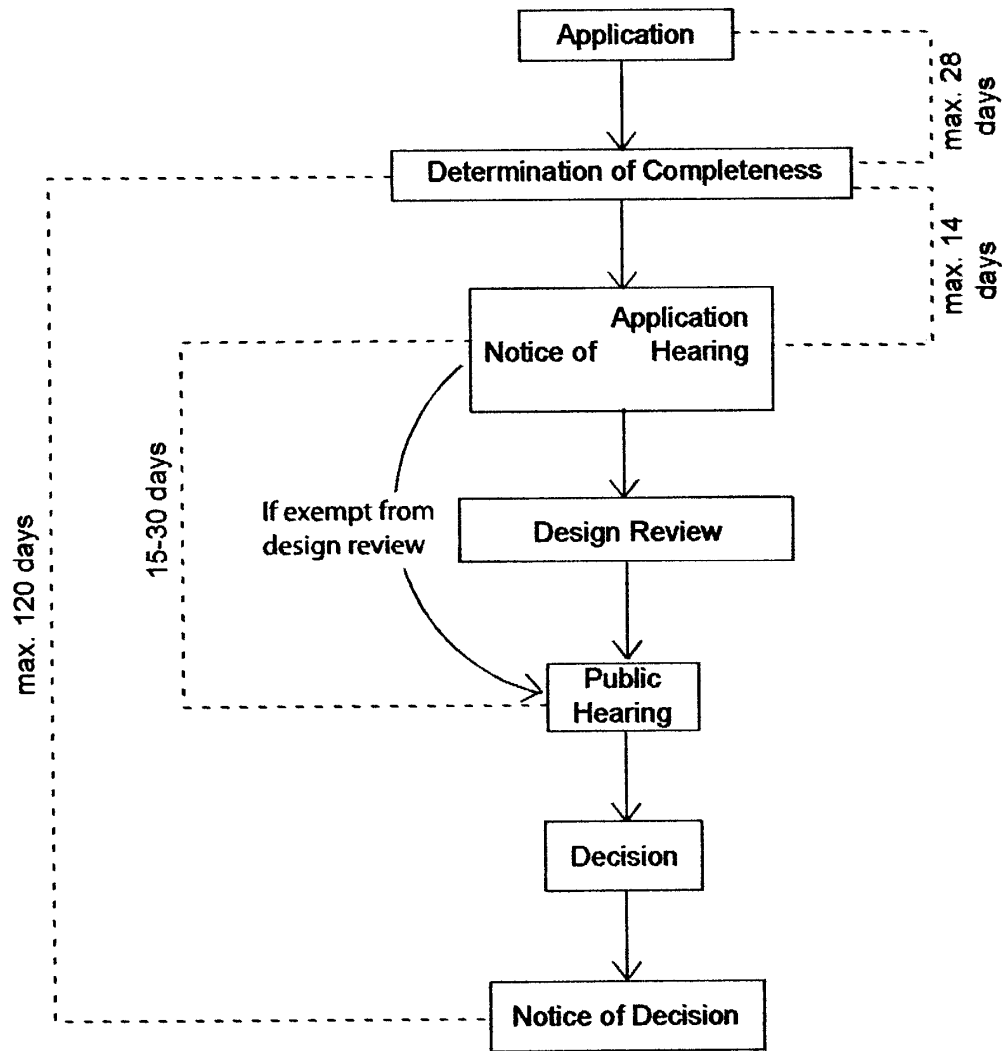 Application
max. 28
days
Determination of Completeness
max. 14
days
Application
Notice of Hearing
15-30 days
max. 120 days
If exempt from
design review
Design Review
Public
Hearing
Decision
Notice of Decision